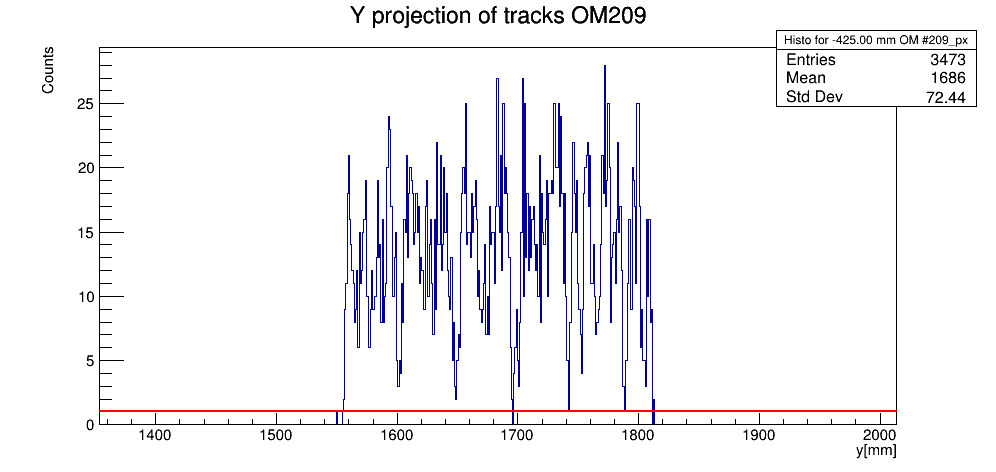 Y projection of tracks OM209
Histo for -425.00 mm OM #209_px
Entries 3473
Mean 1686
Std Dev 72.44
Counts
25
20
15
10
5
0
1400 1500 1600 1700 1800 1900 2000
y[mm]